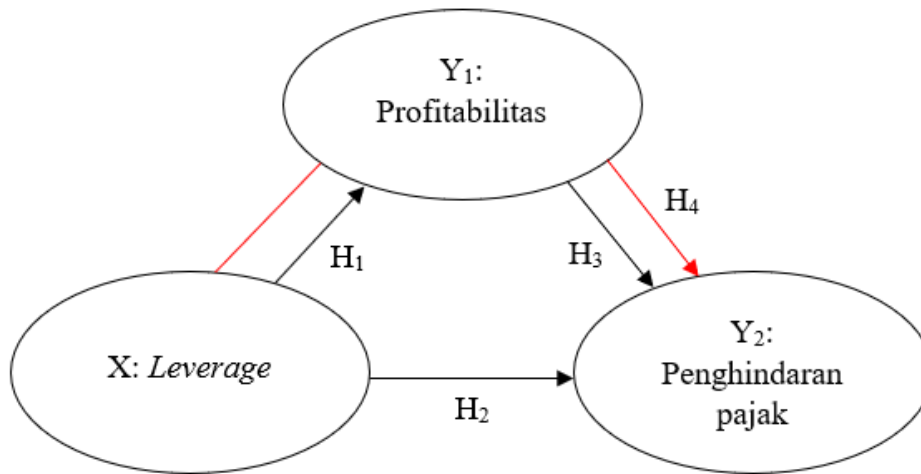 Y₁:
Profitabilitas
H₄
H₁
H₃
X: Leverage
Y₂:
Penghindaran
pajak
H₂